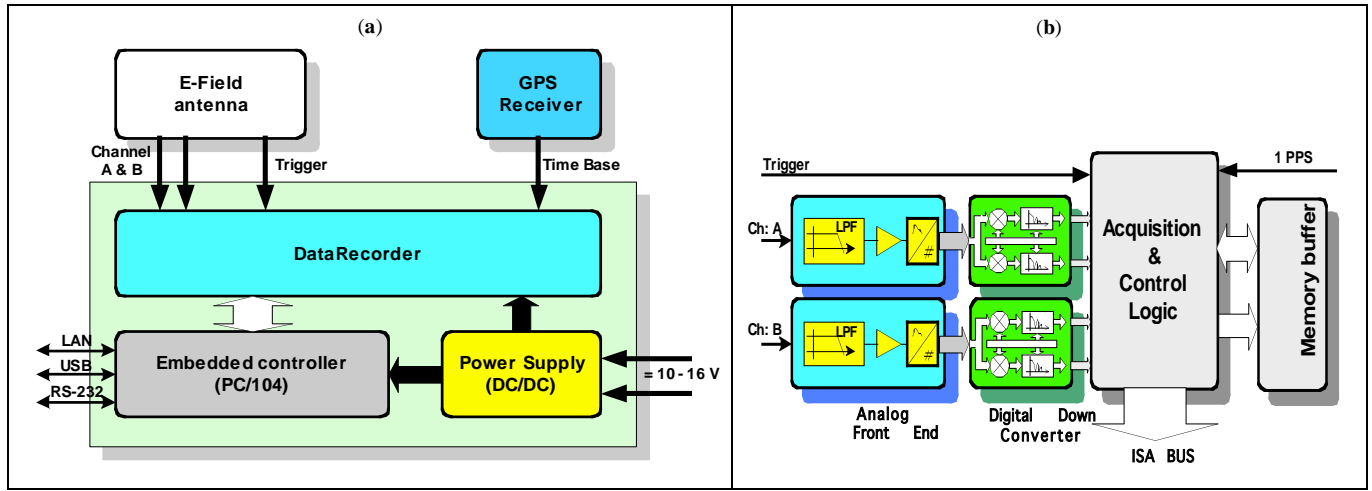 (a)
E-Field
antenna
GPS
Receiver
Channel
A & B
Trigger
Time Base
DataRecorder
LAN
USB
RS-232
Embedded controller
(PC/104)
Power Supply
(DC/DC)
= 10 - 16 V
(b)
Trigger
1 PPS
Ch: A
LPF
#
Ch: B
LPF
#
Acquisition
&
Control
Logic
Memory buffer
Analog
Front End
Digital Down
Converter
ISA BUS